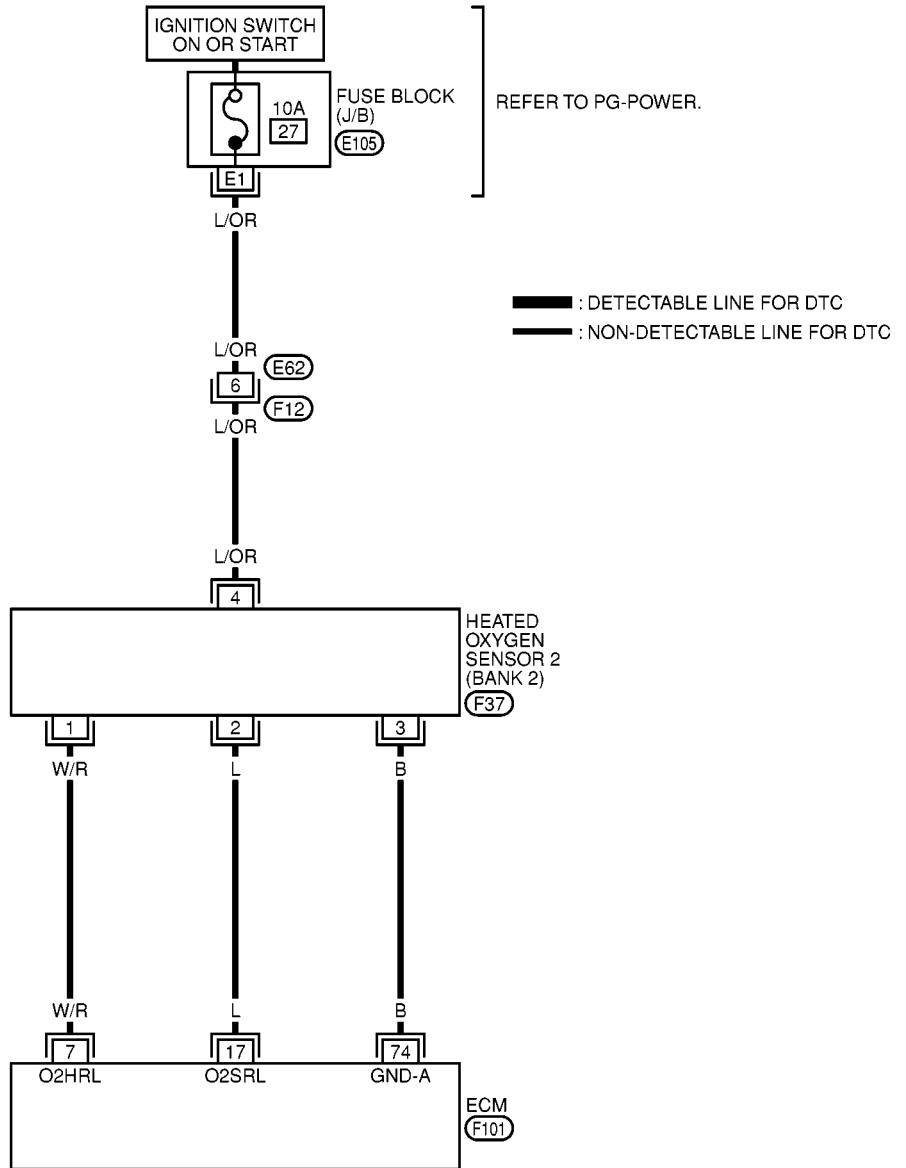 IGNITION SWITCH
ON OR START
FUSE BLOCK
(J/B)
10A
27
E105
REFER TO PG-POWER.
E1
L/OR
: DETECTABLE LINE FOR DTC
: NON-DETECTABLE LINE FOR DTC
L/OR
E62
6
F12
L/OR
L/OR
4
HEATED
OXYGEN
SENSOR 2
(BANK 2)
F37
1 2 3
W/R L B
W/R L B
7 17 74
O2HRL O2SRL GND-A
ECM
F101